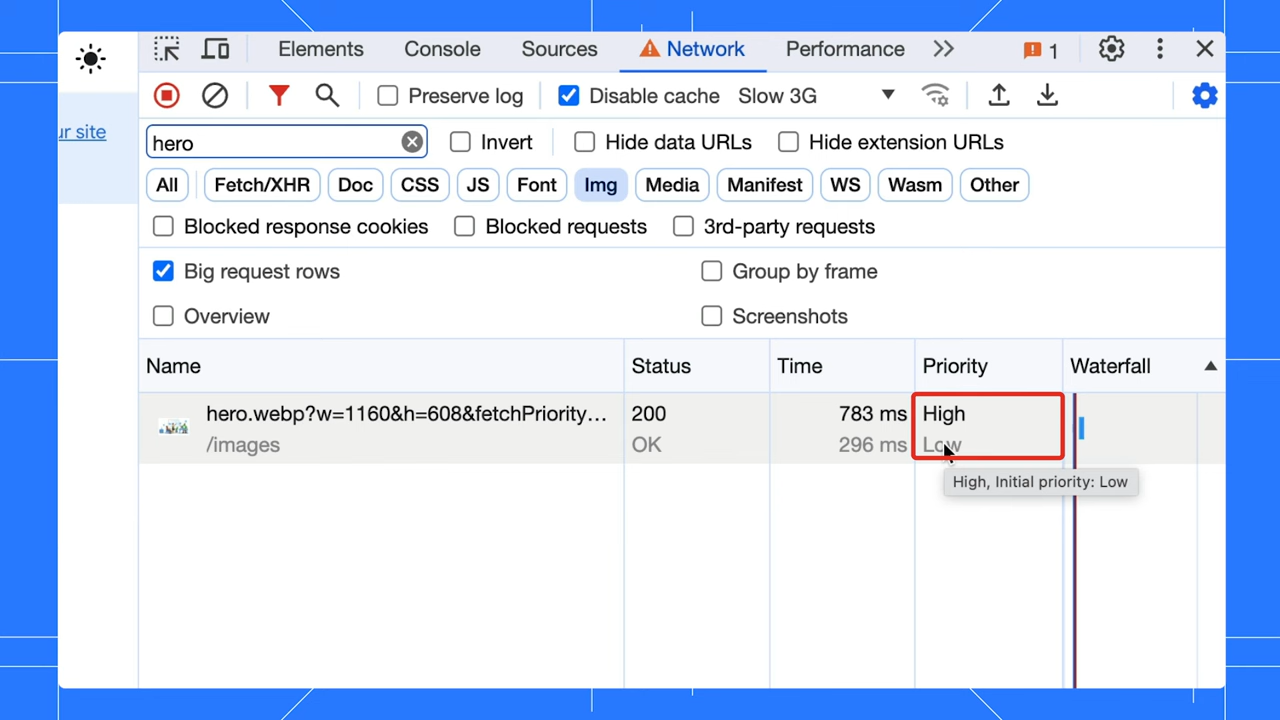 Elements Console Sources Network Performance 1
Preserve log Disable cache Slow 3G
ur site
hero Invert Hide data URLs Hide extension URLs
All Fetch/XHR Doc CSS JS Font Img Media Manifest WS Wasm Other
Blocked response cookies Blocked requests 3rd-party requests
Big request rows Group by frame
Overview Screenshots
Name Status Time Priority Waterfall
hero.webp?w=1160&h=608&fetchPriority... 200 783 ms High
/images OK 296 ms Low
High, Initial priority: Low